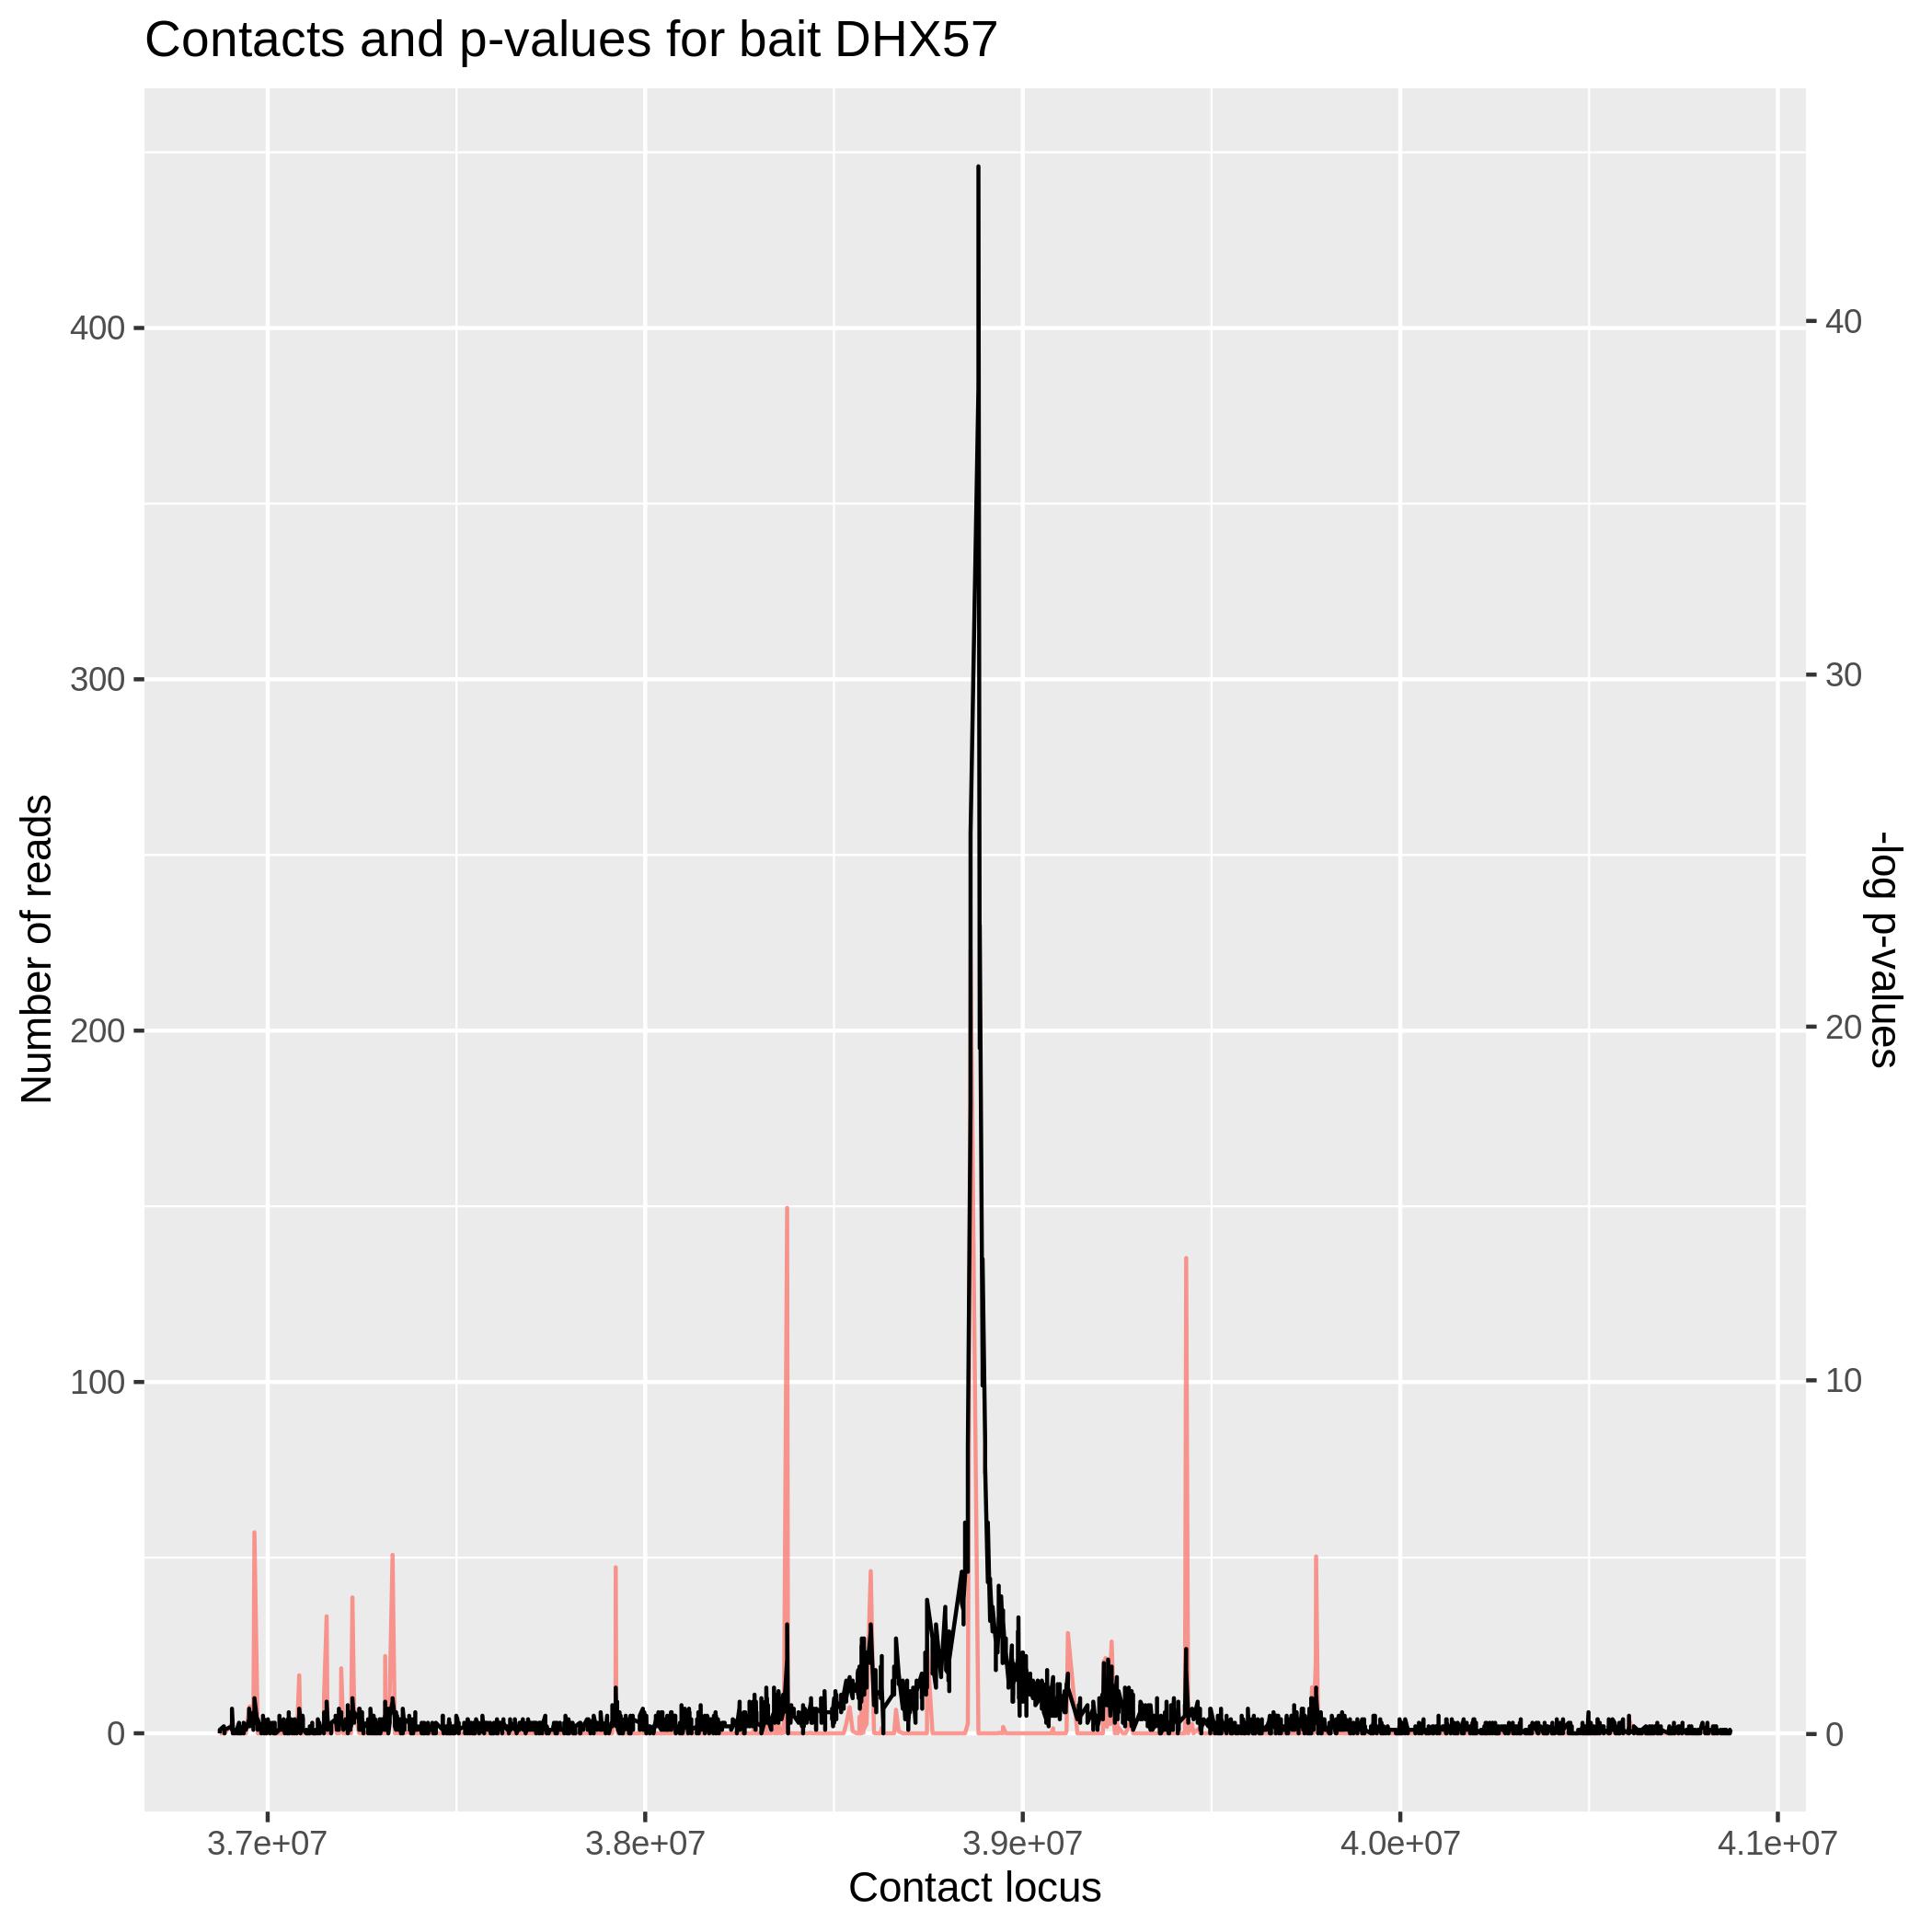 Contacts and p-values for bait DHX57
Number of reads
400
300
200
100
0
40
30
20
10
0
-log p-values
3.7e+07 3.8e+07 3.9e+07 4.0e+07 4.1e+07
Contact locus